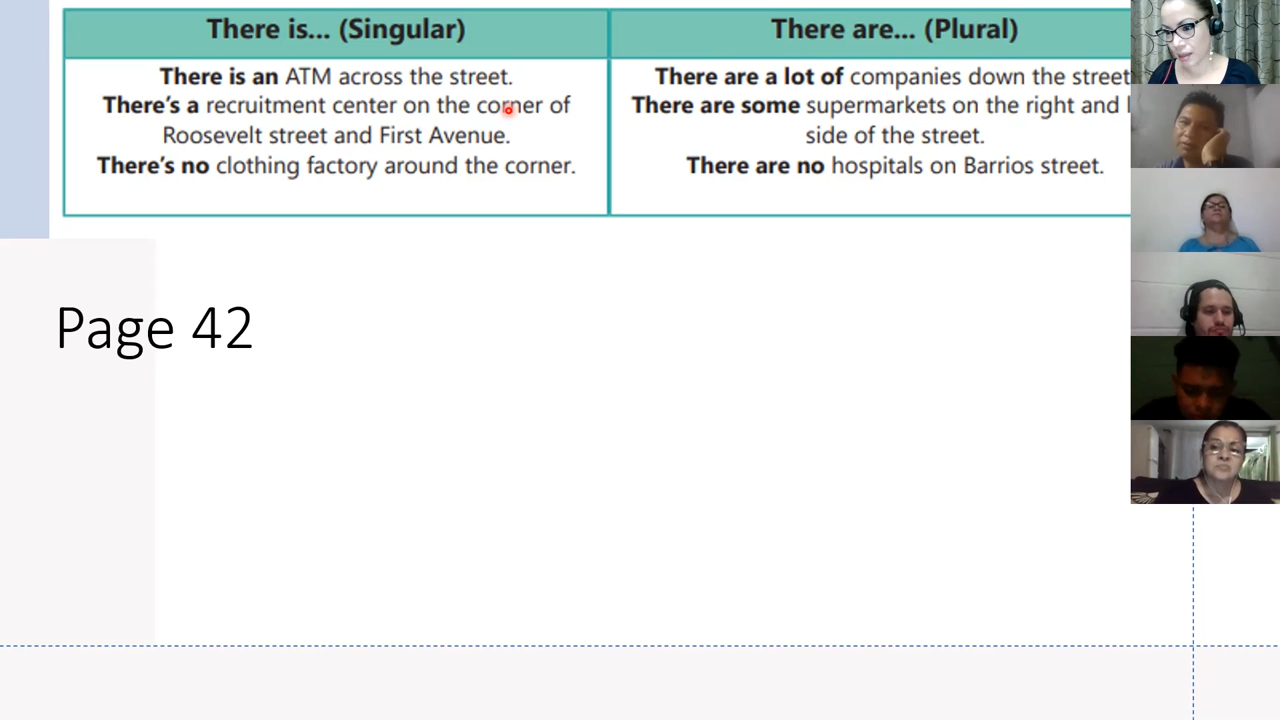 There is... (Singular)
There is an ATM across the street.
There's a recruitment center on the corner of
Roosevelt street and First Avenue.
There's no clothing factory around the corner.
There are... (Plural)
There are a lot of companies down the street
There are some supermarkets on the right and
side of the street.
There are no hospitals on Barrios street.
Page 42